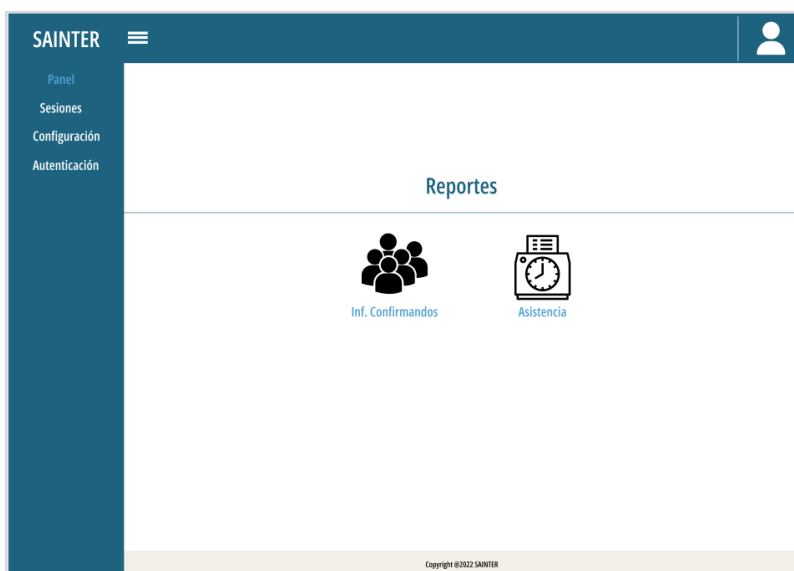 SAINTER
Panel
Sesiones
Configuración
Autenticación
Reportes
Inf. Confirmandos
Asistencia
Copyright @2022 SAINTER